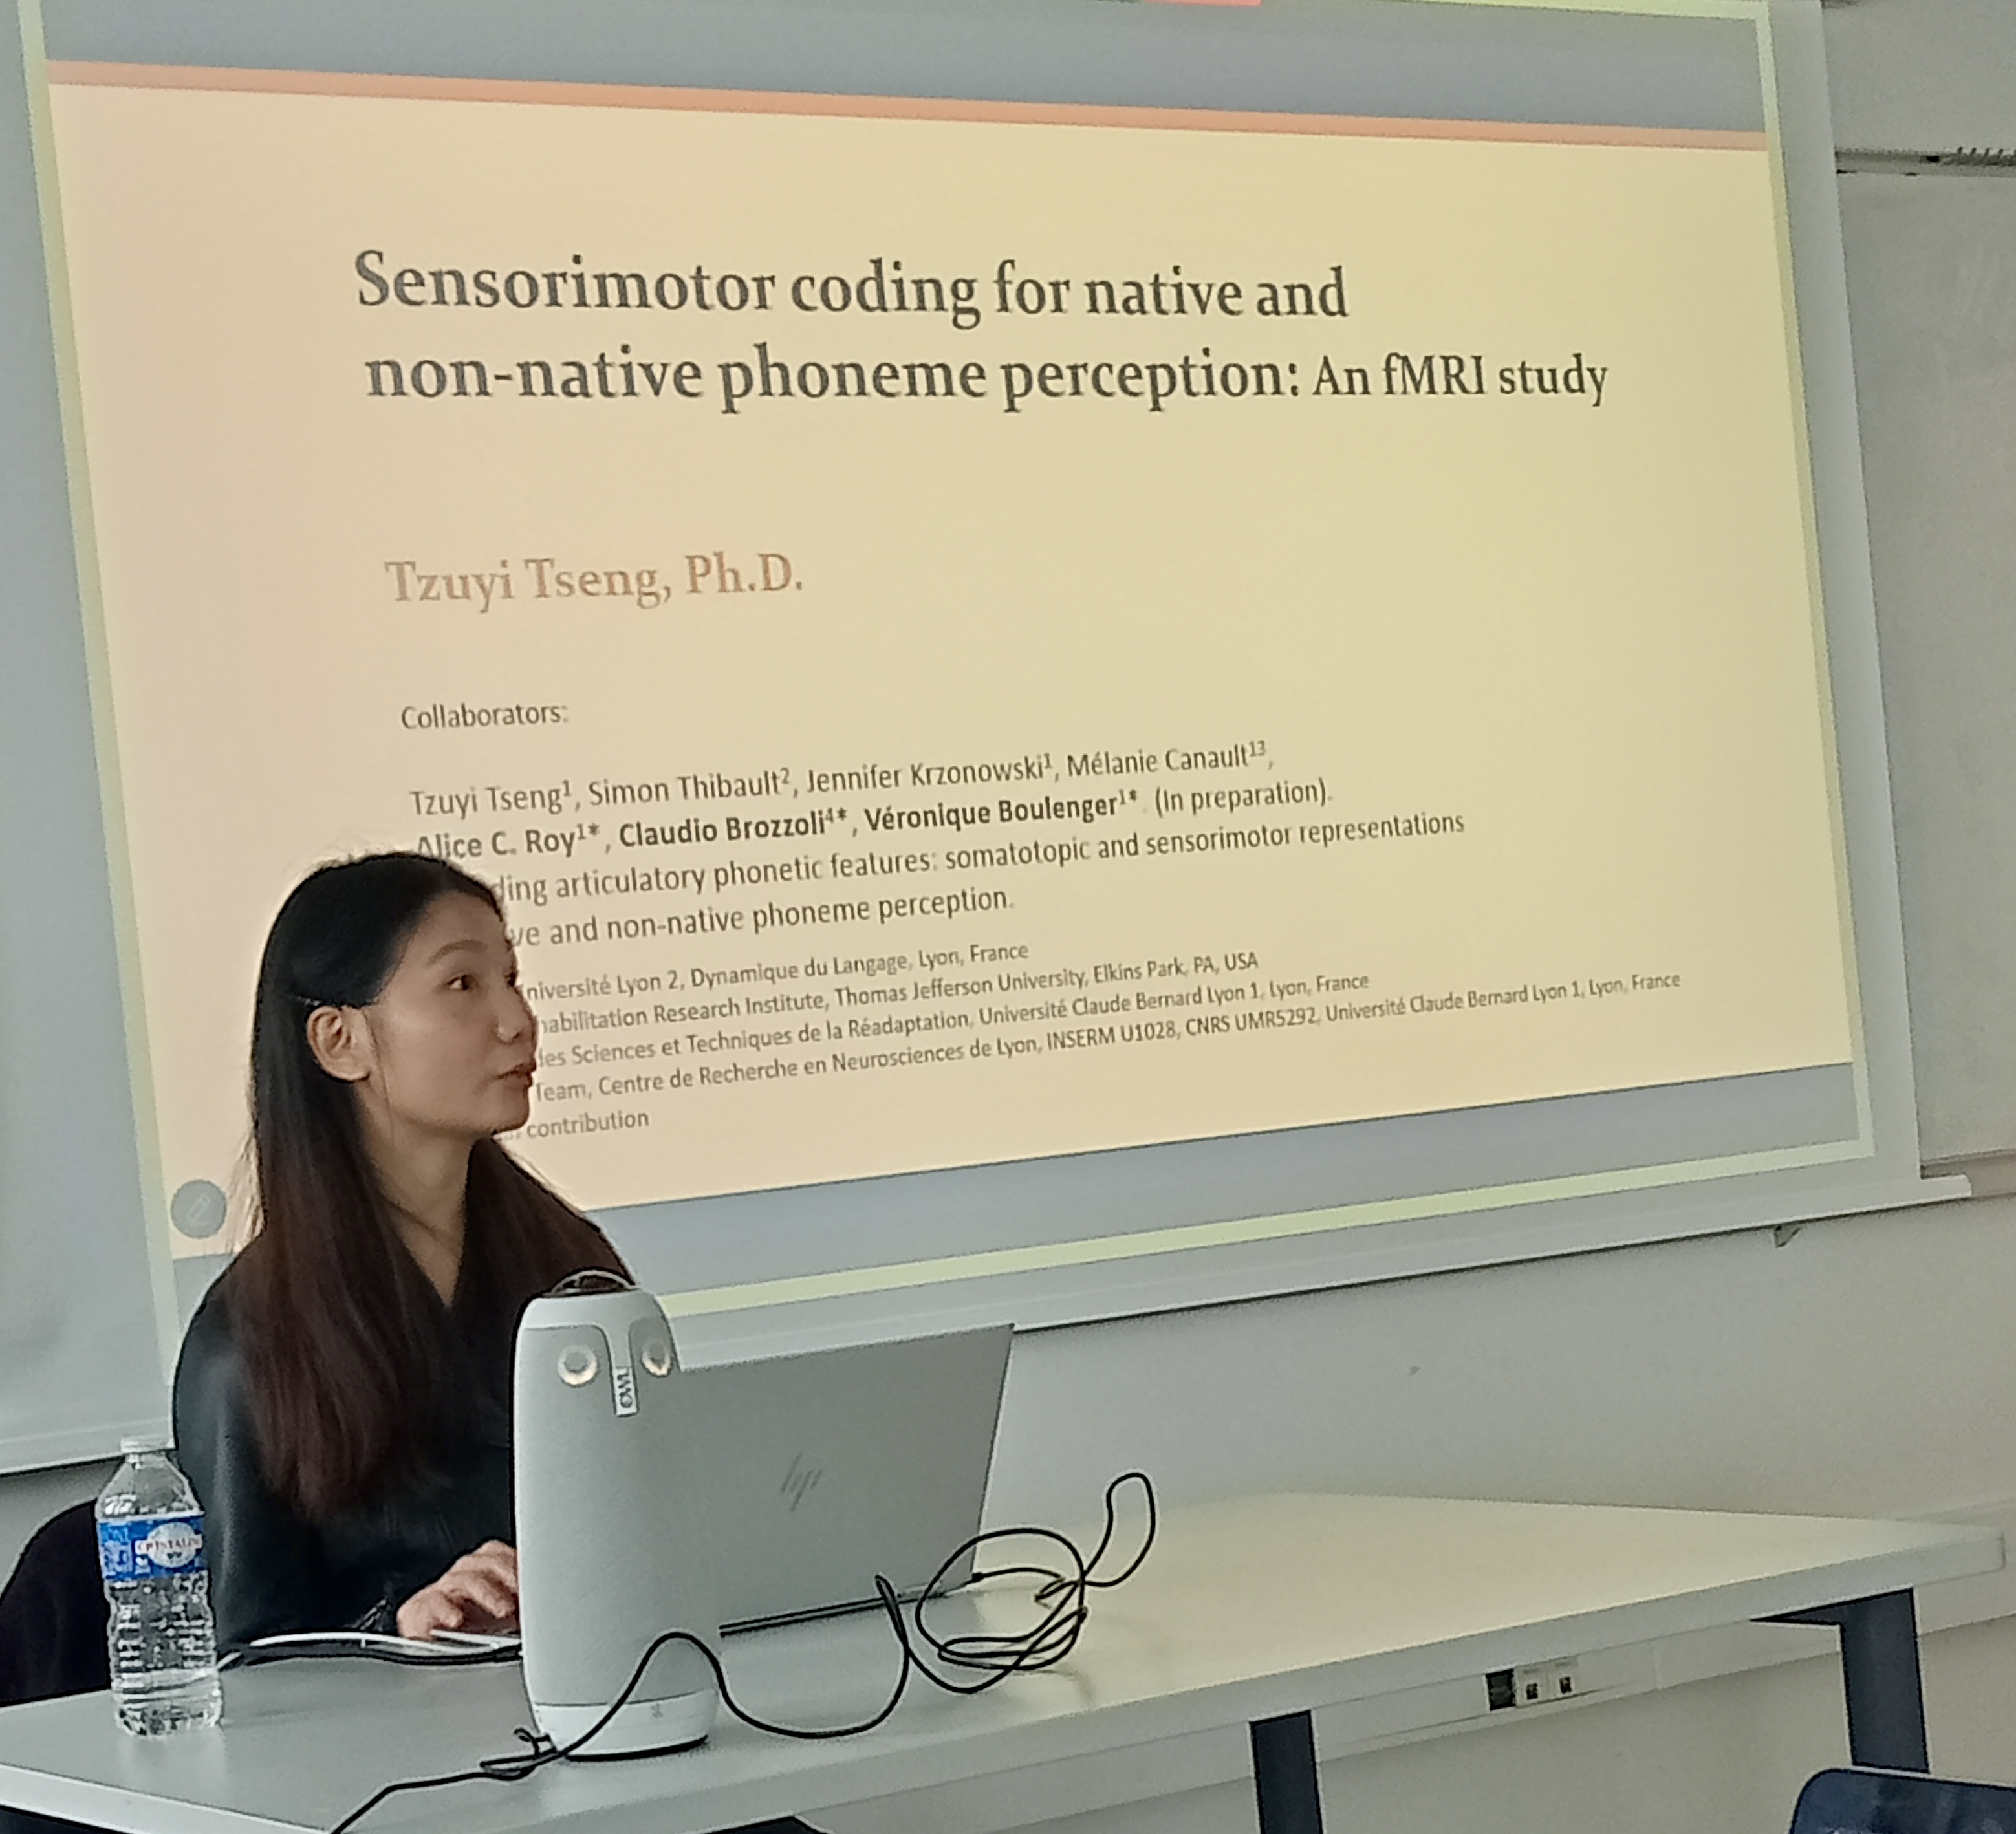 Sensorimotor coding for native and
non-native phoneme perception: An fMRI study
Tzuyi Tseng, Ph.D.
Collaborators:
Tzuyi Tseng¹, Simon Thibault², Jennifer Krzonowski¹, Mélanie Canault¹³,
Alice C. Roy¹*, Claudio Brozzoli⁴*, Véronique Boulenger¹* (In preparation).
ding articulatory phonetic features: somatotopic and sensorimotor representations
ve and non-native phoneme perception.
niversité Lyon 2, Dynamique du Langage, Lyon, France
habilitation Research Institute, Thomas Jefferson University, Elkins Park, PA, USA
des Sciences et Techniques de la Réadaptation, Université Claude Bernard Lyon 1, Lyon, France
Team, Centre de Recherche en Neurosciences de Lyon, INSERM U1028, CNRS UMR5292, Université Claude Bernard Lyon 1, Lyon, France
contribution
OWL
hp
CRISTALINE